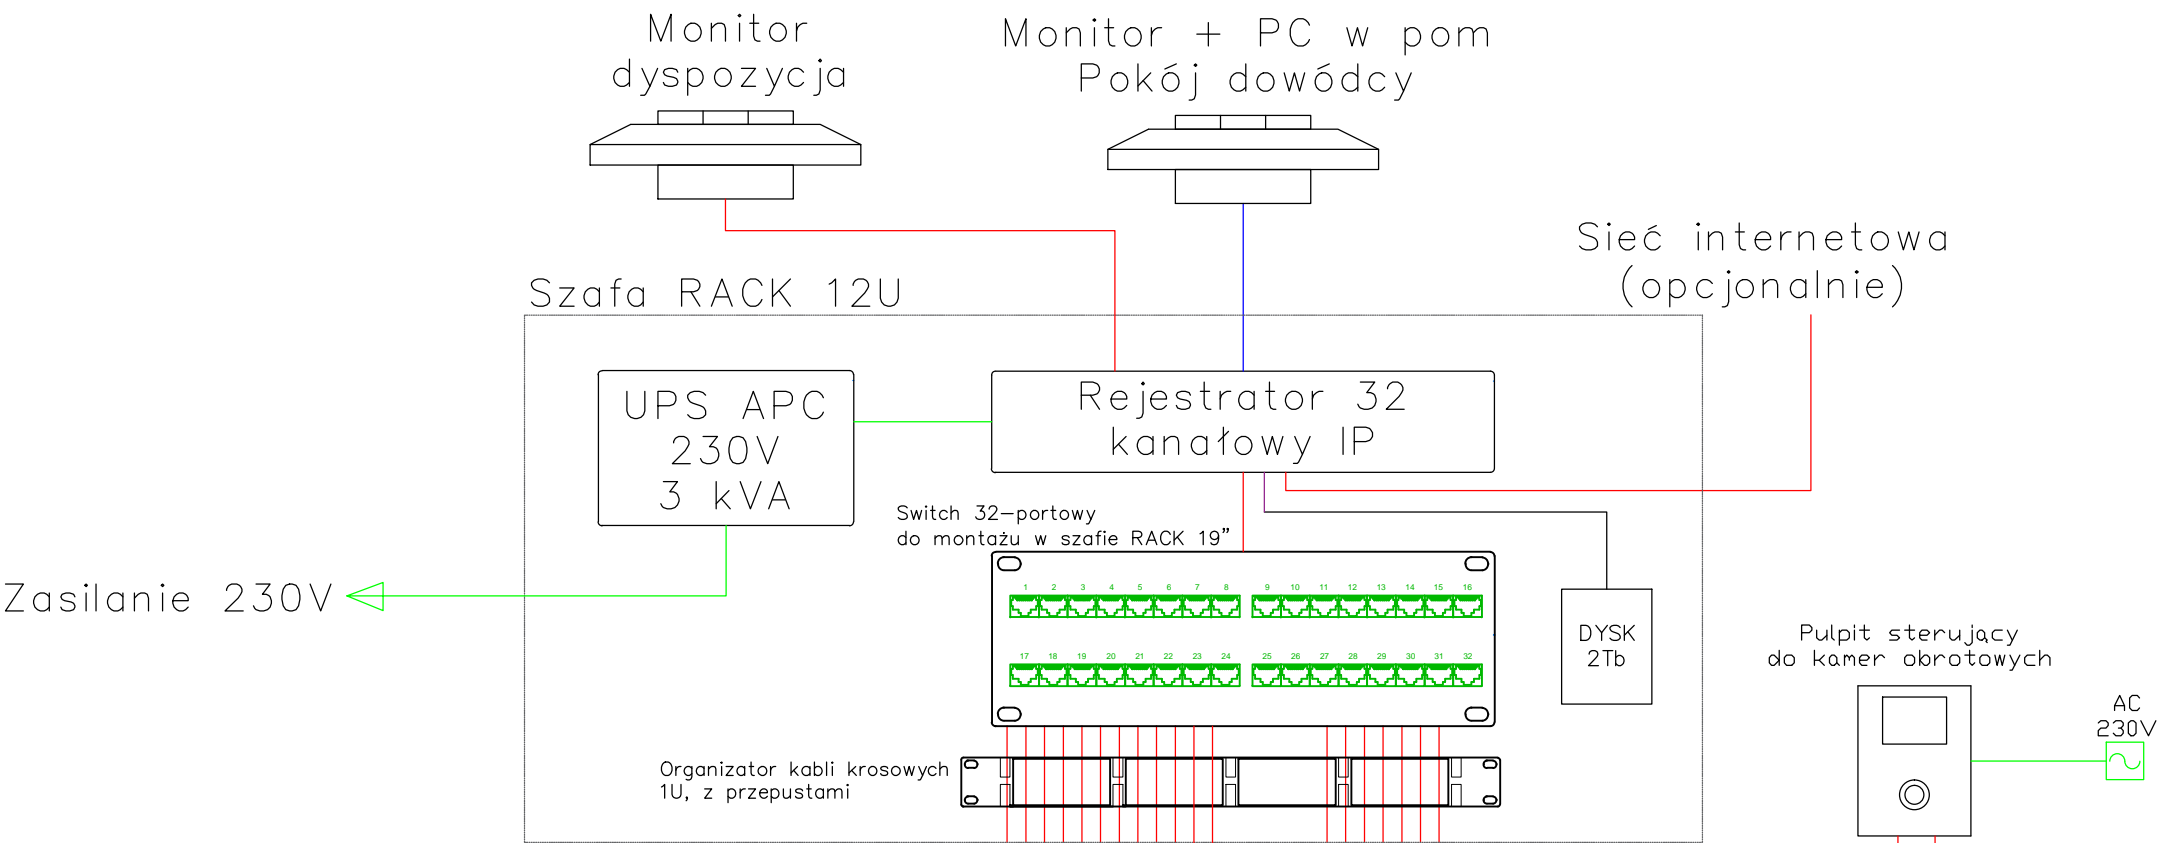 Monitor
dyspozycja
Monitor + PC w pom
Pokój dowódcy
Sieć internetowa
(opcjonalnie)
Szafa RACK 12U
UPS APC
230V
3 kVA
Rejestrator 32
kanałowy IP
Switch 32-portowy
do montażu w szafie RACK 19"
Zasilanie 230V
1 2 3 4 5 6 7 8 9 10 11 12 13 14 15 16
17 18 19 20 21 22 23 24 25 26 27 28 29 30 31 32
DYSK
2Tb
Pulpit sterujący
do kamer obrotowych
AC
230V
Organizator kabli krosowych
1U, z przepustami